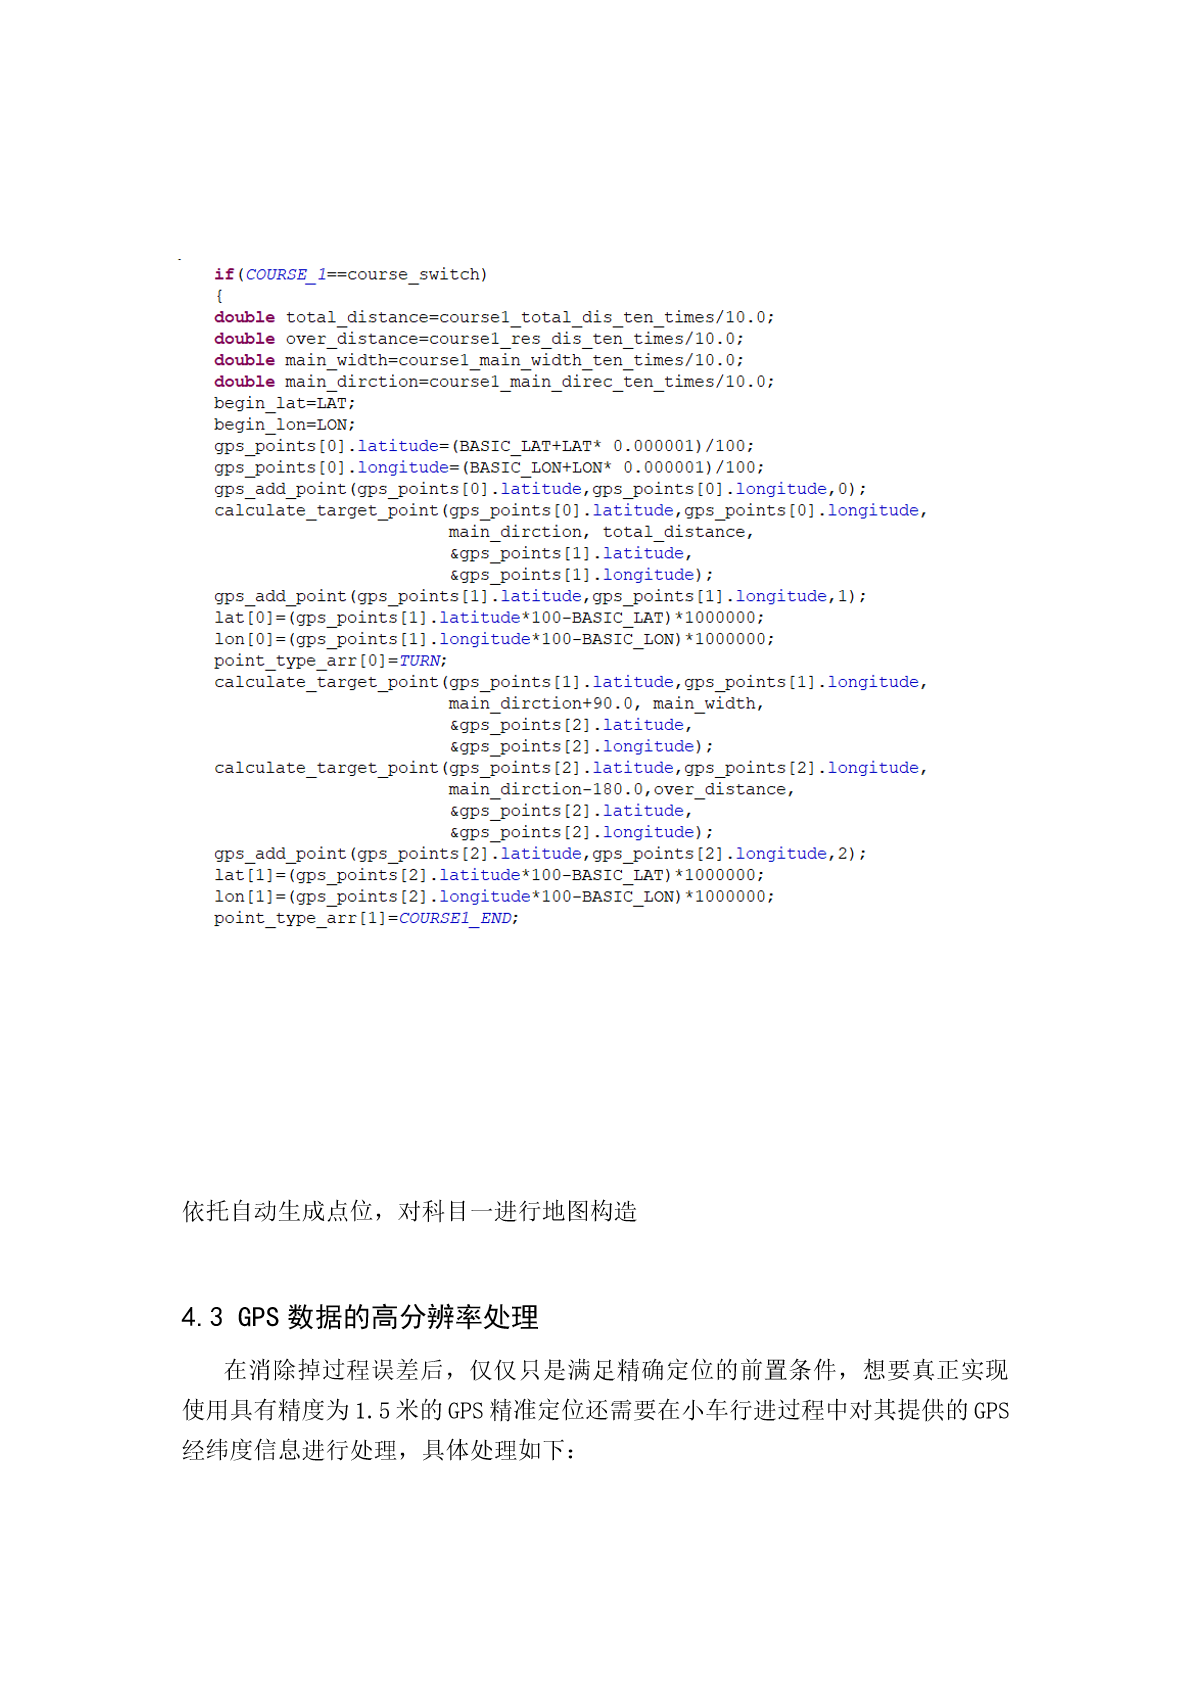 if(COURSE_1==course_switch)
{
double total_distance=course1_total_dis_ten_times/10.0;
double over_distance=course1_res_dis_ten_times/10.0;
double main_width=course1_main_width_ten_times/10.0;
double main_dirction=course1_main_direc_ten_times/10.0;
begin_lat=LAT;
begin_lon=LON;
gps_points[0].latitude=(BASIC_LAT+LAT* 0.000001)/100;
gps_points[0].longitude=(BASIC_LON+LON* 0.000001)/100;
gps_add_point(gps_points[0].latitude,gps_points[0].longitude,0);
calculate_target_point(gps_points[0].latitude,gps_points[0].longitude,
main_dirction, total_distance,
&gps_points[1].latitude,
&gps_points[1].longitude);
gps_add_point(gps_points[1].latitude,gps_points[1].longitude,1);
lat[0]=(gps_points[1].latitude*100-BASIC_LAT)*1000000;
lon[0]=(gps_points[1].longitude*100-BASIC_LON)*1000000;
point_type_arr[0]=TURN;
calculate_target_point(gps_points[1].latitude,gps_points[1].longitude,
main_dirction+90.0, main_width,
&gps_points[2].latitude,
&gps_points[2].longitude);
calculate_target_point(gps_points[2].latitude,gps_points[2].longitude,
main_dirction-180.0,over_distance,
&gps_points[2].latitude,
&gps_points[2].longitude);
gps_add_point(gps_points[2].latitude,gps_points[2].longitude,2);
lat[1]=(gps_points[2].latitude*100-BASIC_LAT)*1000000;
lon[1]=(gps_points[2].longitude*100-BASIC_LON)*1000000;
point_type_arr[1]=COURSE1_END;
依托自动生成点位，对科目一进行地图构造
4.3 GPS 数据的高分辨率处理
在消除掉过程误差后，仅仅只是满足精确定位的前置条件，想要真正实现
使用具有精度为 1.5 米的 GPS 精准定位还需要在小车行进过程中对其提供的 GPS
经纬度信息进行处理，具体处理如下：